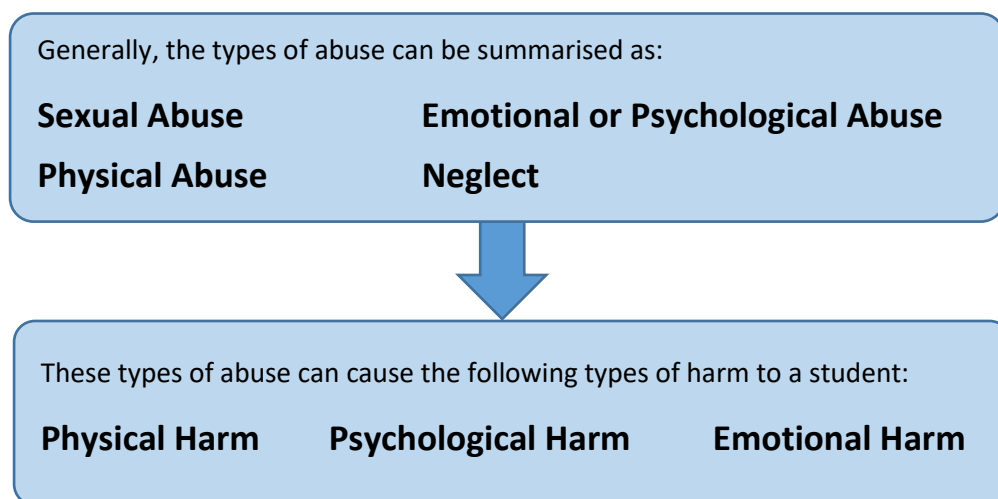 Generally, the types of abuse can be summarised as:
Sexual Abuse Emotional or Psychological Abuse
Physical Abuse Neglect
These types of abuse can cause the following types of harm to a student:
Physical Harm Psychological Harm Emotional Harm